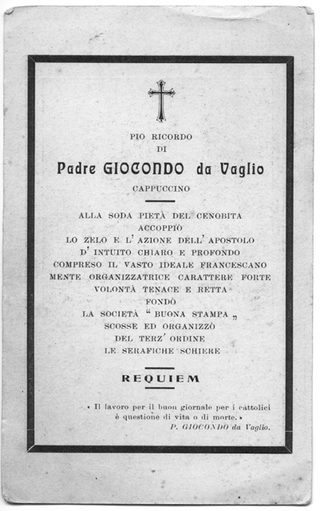 PIO RICORDO
DI
Padre GIOCONDO da Vaglio
CAPPUCCINO
ALLA SODA PIETÀ DEL CENOBITA
ACCOPPIÒ
LO ZELO E L' AZIONE DELL' APOSTOLO
D' INTUITO CHIARO E PROFONDO
COMPRESO IL VASTO IDEALE FRANCESCANO
MENTE ORGANIZZATRICE CARATTERE FORTE
VOLONTÀ TENACE E RETTA
FONDÒ
LA SOCIETÀ “ BUONA STAMPA „
SCOSSE ED ORGANIZZÒ
DEL TERZ' ORDINE
LE SERAFICHE SCHIERE
REQUIEM
« Il lavoro per il buon giornale per i cattolici
è questione di vita o di morte. »
P. GIOCONDO da Vaglio.